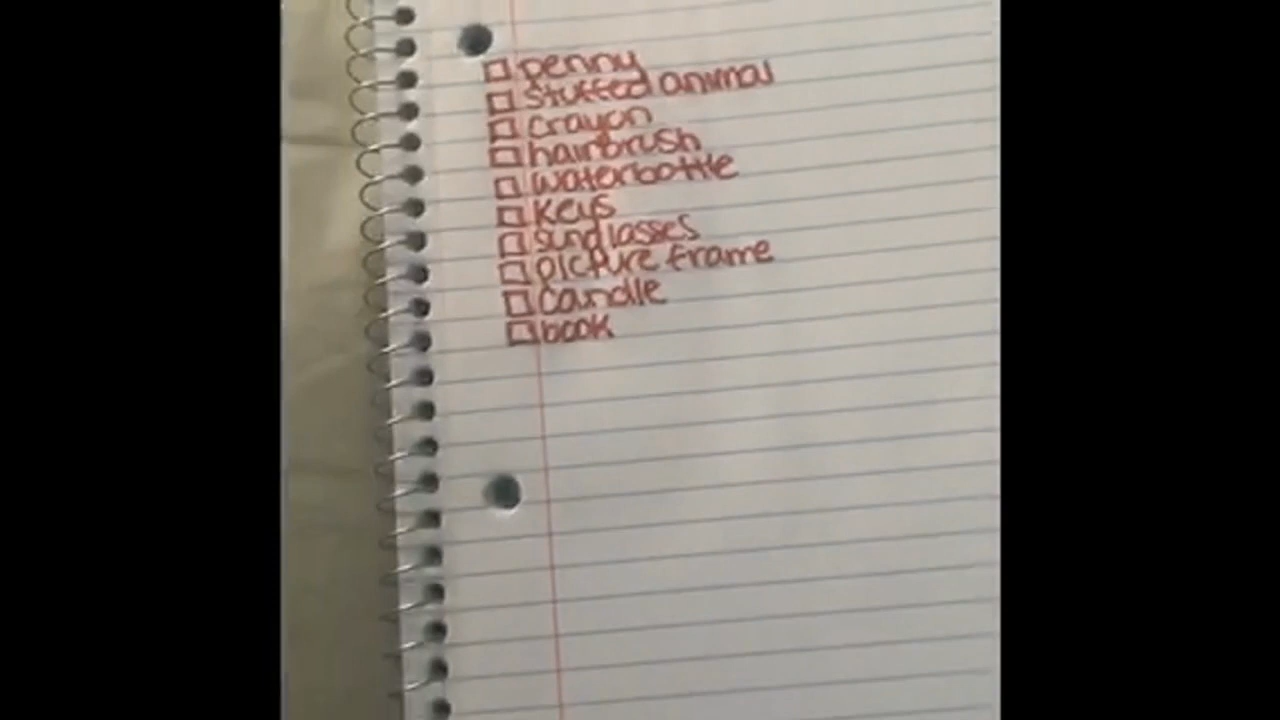 penny
stuffed animal
crayon
hairbrush
waterbottle
keys
sunglasses
picture frame
candle
book